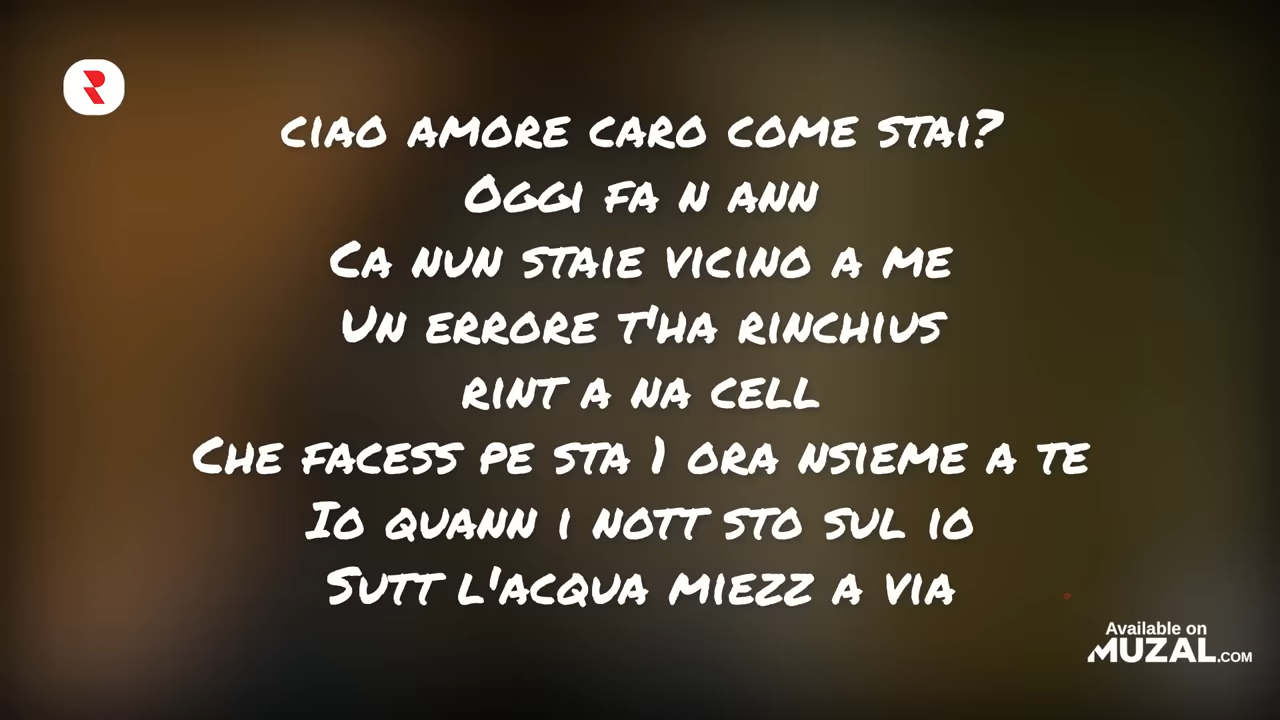 ciao amore caro come stai?
Oggi fa n ann
Ca nun staie vicino a me
Un errore t'ha rinchius
rint a na cell
Che facess pe sta 1 ora nsieme a te
Io quann i nott sto sul io
Sutt l'acqua miezz a via
Available on
MUZAL.COM